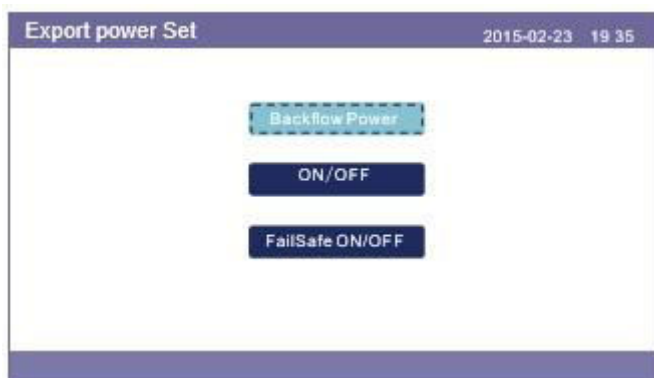 Export power Set
2015-02-23 19 35
Backflow Power
ON/OFF
FailSafe ON/OFF